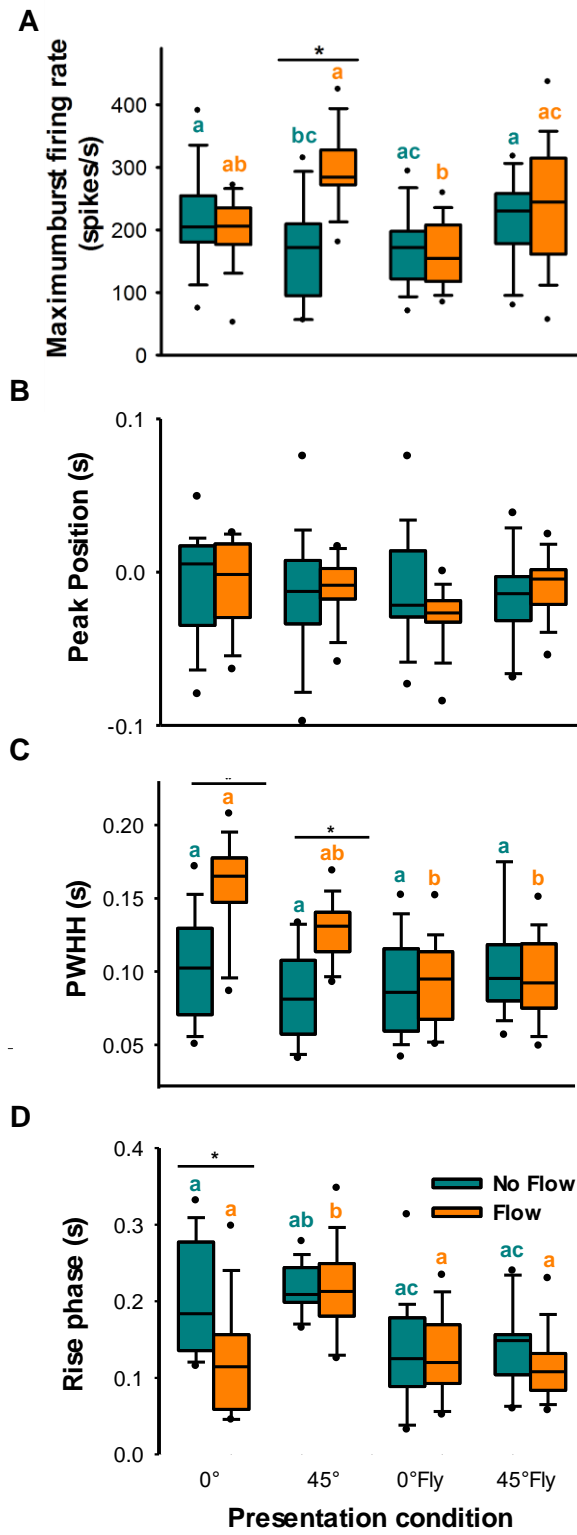 A
Maximumburst firing rate
(spikes/s)
400
300
200
100
0
*
a
ab
bc
a
ac
b
a
ac
B
Peak Position (s)
0.1
0.0
-0.1
C
PWHH (s)
0.20
0.15
0.10
0.05
*
a
a
a
ab
a
b
a
b
D
Rise phase (s)
0.4
0.3
0.2
0.1
0.0
*
a
a
ab
b
ac
a
ac
a
No Flow
Flow
0°
45°
0°Fly
45°Fly
Presentation condition